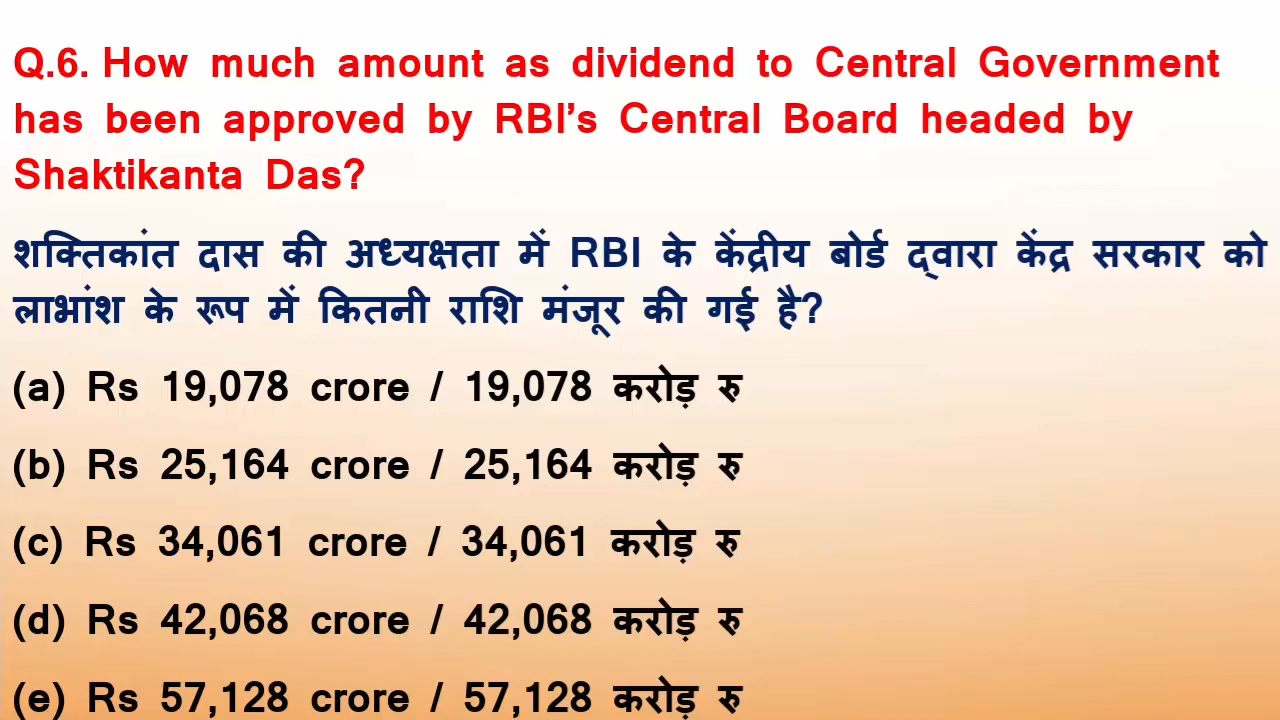 Q.6. How much amount as dividend to Central Government
has been approved by RBI’s Central Board headed by
Shaktikanta Das?
शक्तिकांत दास की अध्यक्षता में RBI के केंद्रीय बोर्ड द्वारा केंद्र सरकार को
लाभांश के रूप में कितनी राशि मंजूर की गई है?
(a) Rs 19,078 crore / 19,078 करोड़ रु
(b) Rs 25,164 crore / 25,164 करोड़ रु
(c) Rs 34,061 crore / 34,061 करोड़ रु
(d) Rs 42,068 crore / 42,068 करोड़ रु
(e) Rs 57,128 crore / 57,128 करोड़ रु